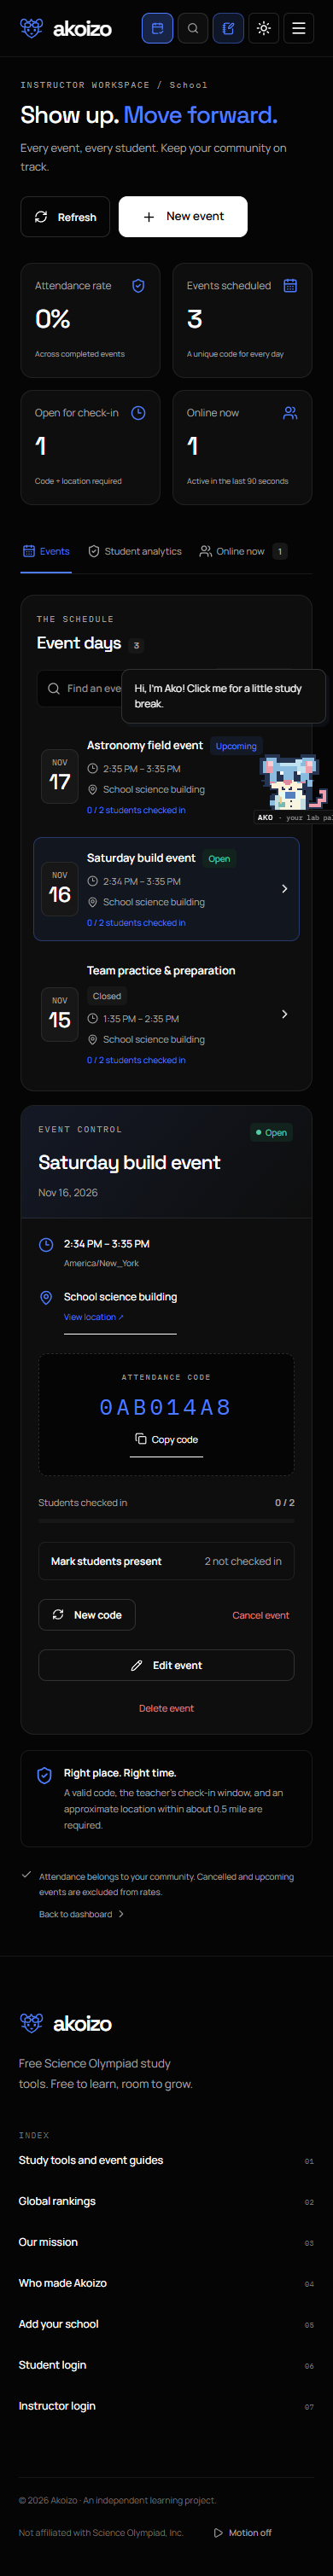 akoizo
INSTRUCTOR WORKSPACE / School
Show up. Move forward.
Every event, every student. Keep your community on
track.
Refresh
New event
Attendance rate
0%
Across completed events
Events scheduled
3
A unique code for every day
Open for check-in
1
Code + location required
Online now
1
Active in the last 90 seconds
Events
Student analytics
Online now 1
THE SCHEDULE
Event days 3
Find an eve
Hi, I'm Ako! Click me for a little study
break.
NOV
17
Astronomy field event Upcoming
2:35 PM – 3:35 PM
School science building
0 / 2 students checked in
AKO · your lab pal
NOV
16
Saturday build event Open
2:34 PM – 3:35 PM
School science building
0 / 2 students checked in
NOV
15
Team practice & preparation
Closed
1:35 PM – 2:35 PM
School science building
0 / 2 students checked in
EVENT CONTROL
Open
Saturday build event
Nov 16, 2026
2:34 PM – 3:35 PM
America/New_York
School science building
View location ↗
ATTENDANCE CODE
0AB014A8
Copy code
Students checked in 0 / 2
Mark students present 2 not checked in
New code
Cancel event
Edit event
Delete event
Right place. Right time.
A valid code, the teacher's check-in window, and an
approximate location within about 0.5 mile are
required.
Attendance belongs to your community. Cancelled and upcoming
events are excluded from rates.
Back to dashboard
akoizo
Free Science Olympiad study
tools. Free to learn, room to grow.
INDEX
Study tools and event guides 01
Global rankings 02
Our mission 03
Who made Akoizo 04
Add your school 05
Student login 06
Instructor login 07
© 2026 Akoizo · An independent learning project.
Not affiliated with Science Olympiad, Inc.
Motion off